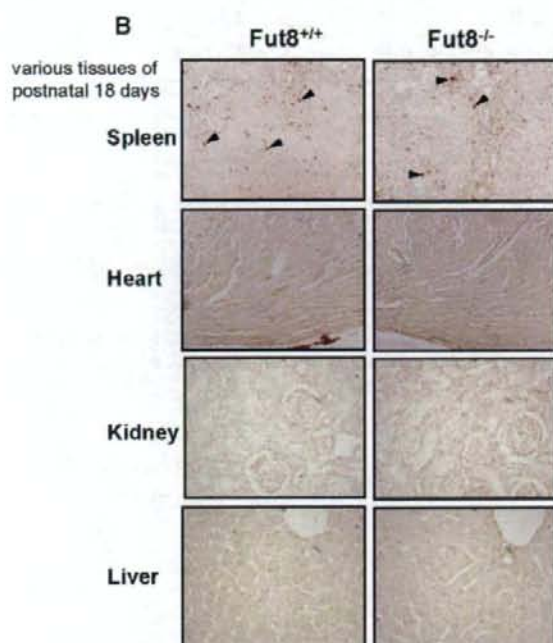 B
Fut8+/+ Fut8-/-
various tissues of
postnatal 18 days
Spleen
Heart
Kidney
Liver